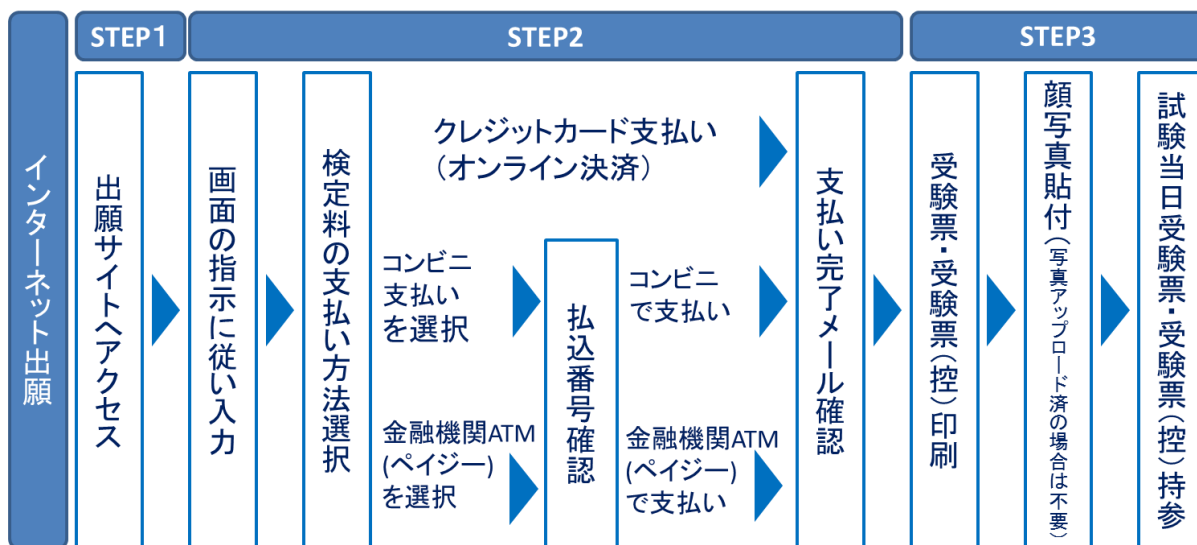 インターネット出願
STEP1
STEP2
STEP3
出願サイトへアクセス
画面の指示に従い入力
検定料の支払い方法選択
クレジットカード支払い
（オンライン決済）
コンビニ
支払い
を選択
金融機関ATM
(ペイジー)
を選択
払込番号確認
コンビニ
で支払い
金融機関ATM
(ペイジー)
で支払い
支払い完了メール確認
受験票・受験票（控）印刷
顔写真貼付（写真アップロード済の場合は不要）
試験当日受験票・受験票（控）持参